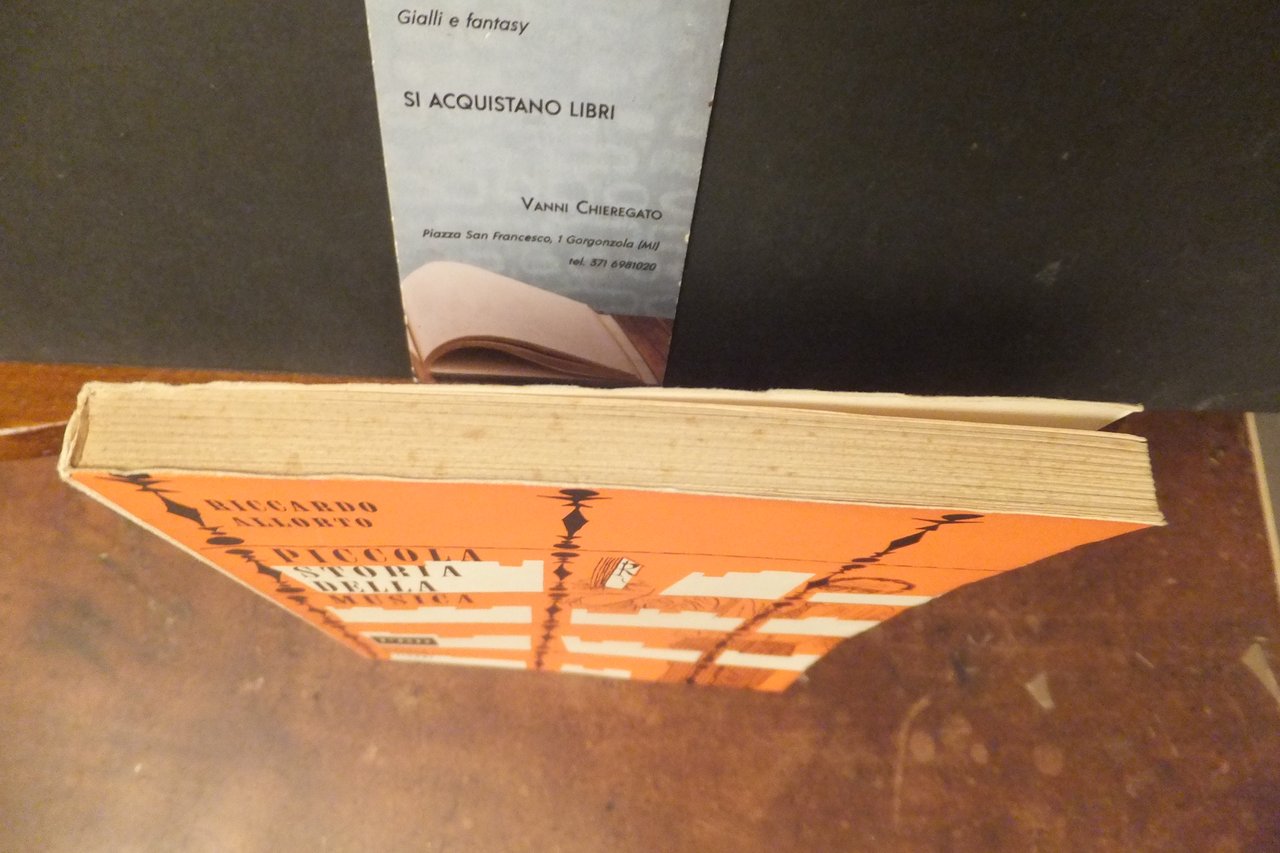 Gialli e fantasy
SI ACQUISTANO LIBRI
VANNI CHIEREGATO
Piazza San Francesco, 1 Gorgonzola (MI)
tel. 371 6981020
RICCARDO
ALLORTO
PICCOLA
STORIA
DELLA
MUSICA